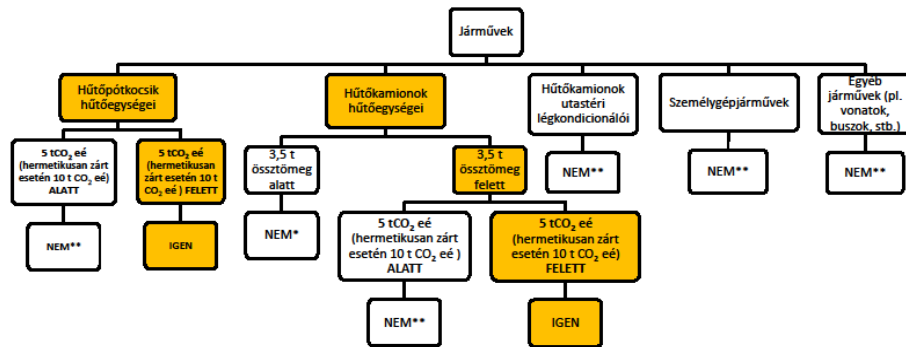 Járművek
Hűtőpótkocsik
hűtőegységei
Hűtőkamionok
hűtőegységei
Hűtőkamionok
utastéri
légkondicionálói
Személygépjárművek
Egyéb
járművek (pl.
vonatok,
buszok, stb.)
5 tCO₂ eé
(hermetikusan zárt
esetén 10 t CO₂ eé)
ALATT
5 tCO₂ eé
(hermetikusan zárt
esetén 10 t
CO₂ eé ) FELETT
3,5 t
össztömeg
alatt
3,5 t
össztömeg
felett
NEM**
NEM**
NEM**
NEM**
IGEN
NEM*
5 tCO₂ eé
(hermetikusan zárt
esetén 10 t CO₂ eé )
ALATT
5 tCO₂ eé
(hermetikusan zárt
esetén 10 t CO₂ eé)
FELETT
NEM**
IGEN